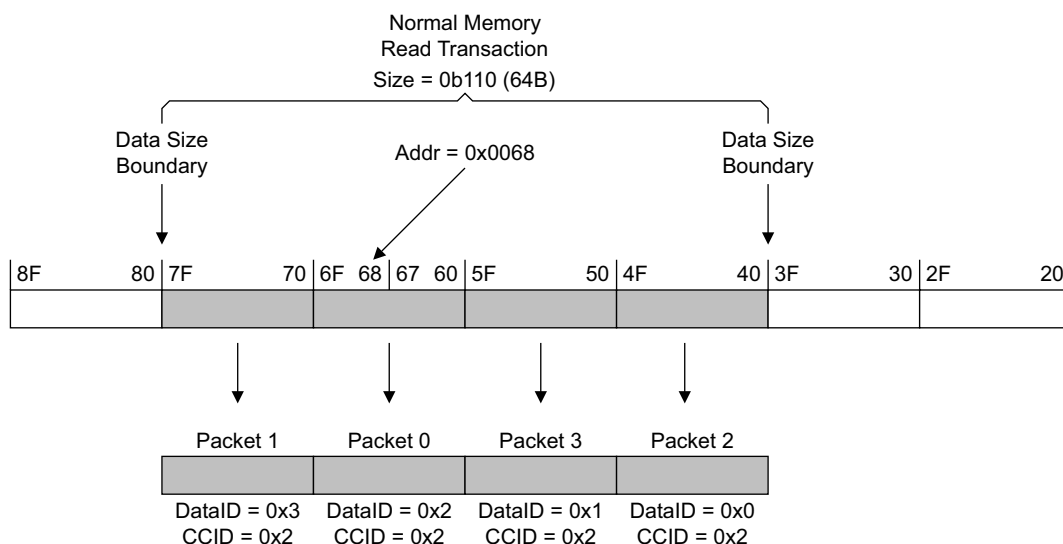 Normal Memory
Read Transaction
Size = 0b110 (64B)
Data Size
Boundary
Addr = 0x0068
Data Size
Boundary
8F 80 7F 70 6F 68 67 60 5F 50 4F 40 3F 30 2F 20
Packet 1 Packet 0 Packet 3 Packet 2
DataID = 0x3 DataID = 0x2 DataID = 0x1 DataID = 0x0
CCID = 0x2 CCID = 0x2 CCID = 0x2 CCID = 0x2